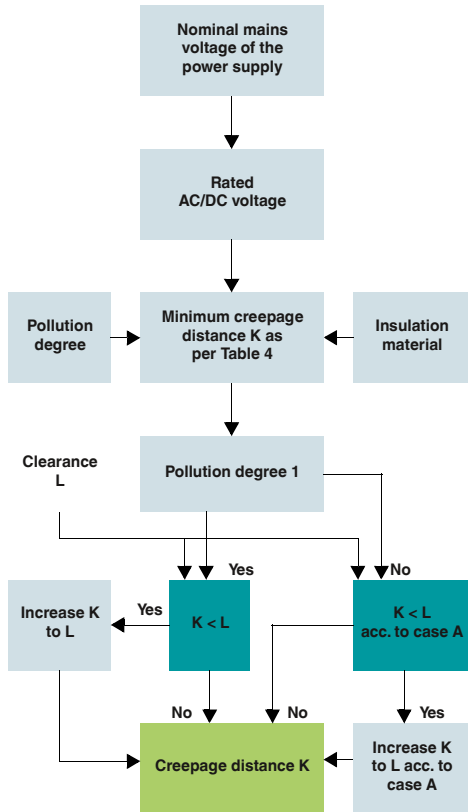 Nominal mains
voltage of the
power supply
Rated
AC/DC voltage
Pollution
degree
Minimum creepage
distance K as
per Table 4
Insulation
material
Clearance
L
Pollution degree 1
Yes
No
Increase K
to L
Yes
K < L
K < L
acc. to case A
No
No
Yes
Creepage distance K
Increase K
to L acc. to
case A